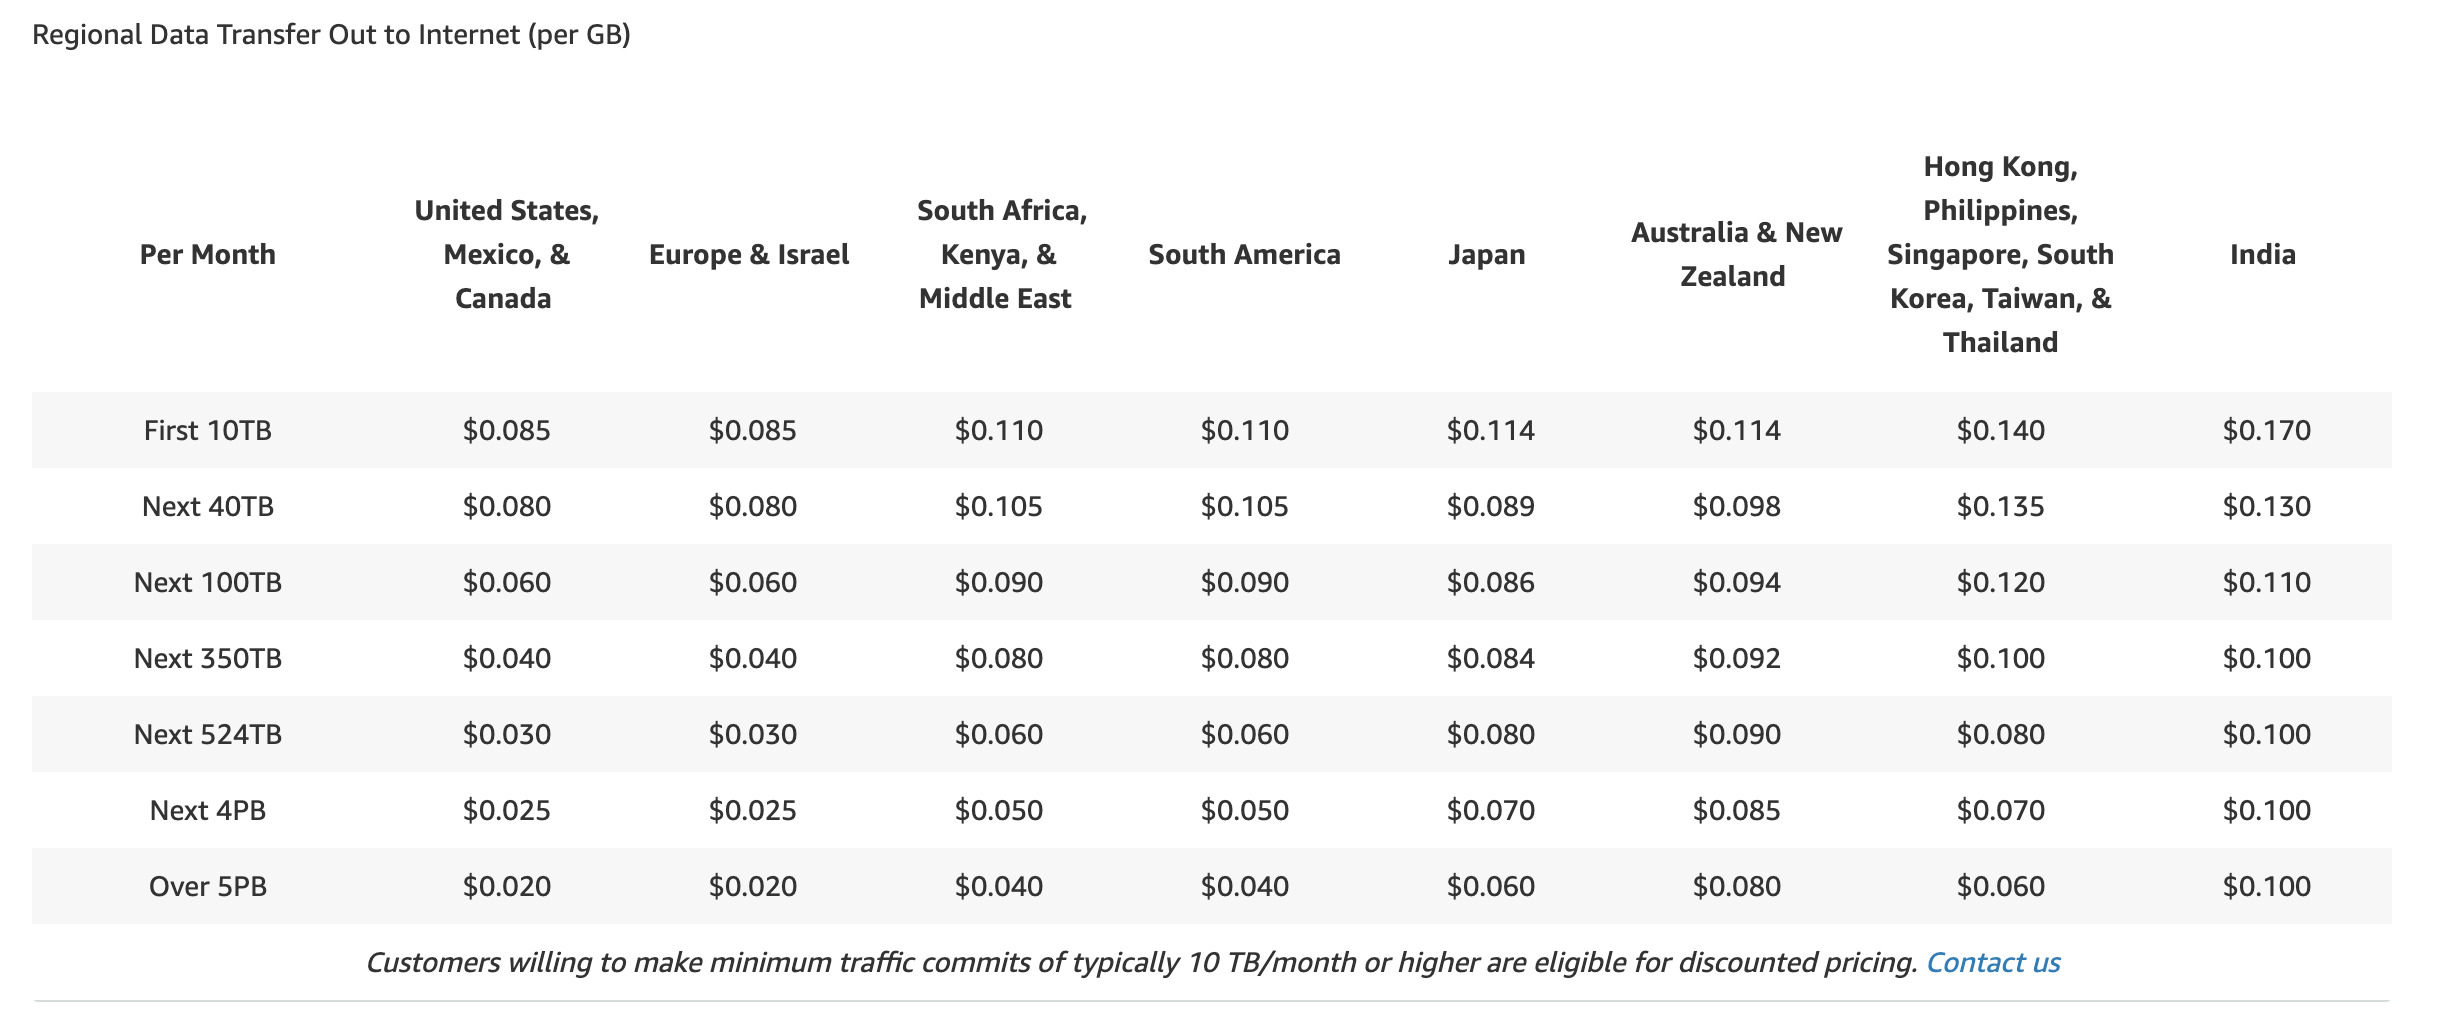 Regional Data Transfer Out to Internet (per GB)
Per Month
United States,
Mexico, &
Canada
Europe & Israel
South Africa,
Kenya, &
Middle East
South America
Japan
Australia & New
Zealand
Hong Kong,
Philippines,
Singapore, South
Korea, Taiwan, &
Thailand
India
First 10TB $0.085 $0.085 $0.110 $0.110 $0.114 $0.114 $0.140 $0.170
Next 40TB $0.080 $0.080 $0.105 $0.105 $0.089 $0.098 $0.135 $0.130
Next 100TB $0.060 $0.060 $0.090 $0.090 $0.086 $0.094 $0.120 $0.110
Next 350TB $0.040 $0.040 $0.080 $0.080 $0.084 $0.092 $0.100 $0.100
Next 524TB $0.030 $0.030 $0.060 $0.060 $0.080 $0.090 $0.080 $0.100
Next 4PB $0.025 $0.025 $0.050 $0.050 $0.070 $0.085 $0.070 $0.100
Over 5PB $0.020 $0.020 $0.040 $0.040 $0.060 $0.080 $0.060 $0.100
Customers willing to make minimum traffic commits of typically 10 TB/month or higher are eligible for discounted pricing. Contact us